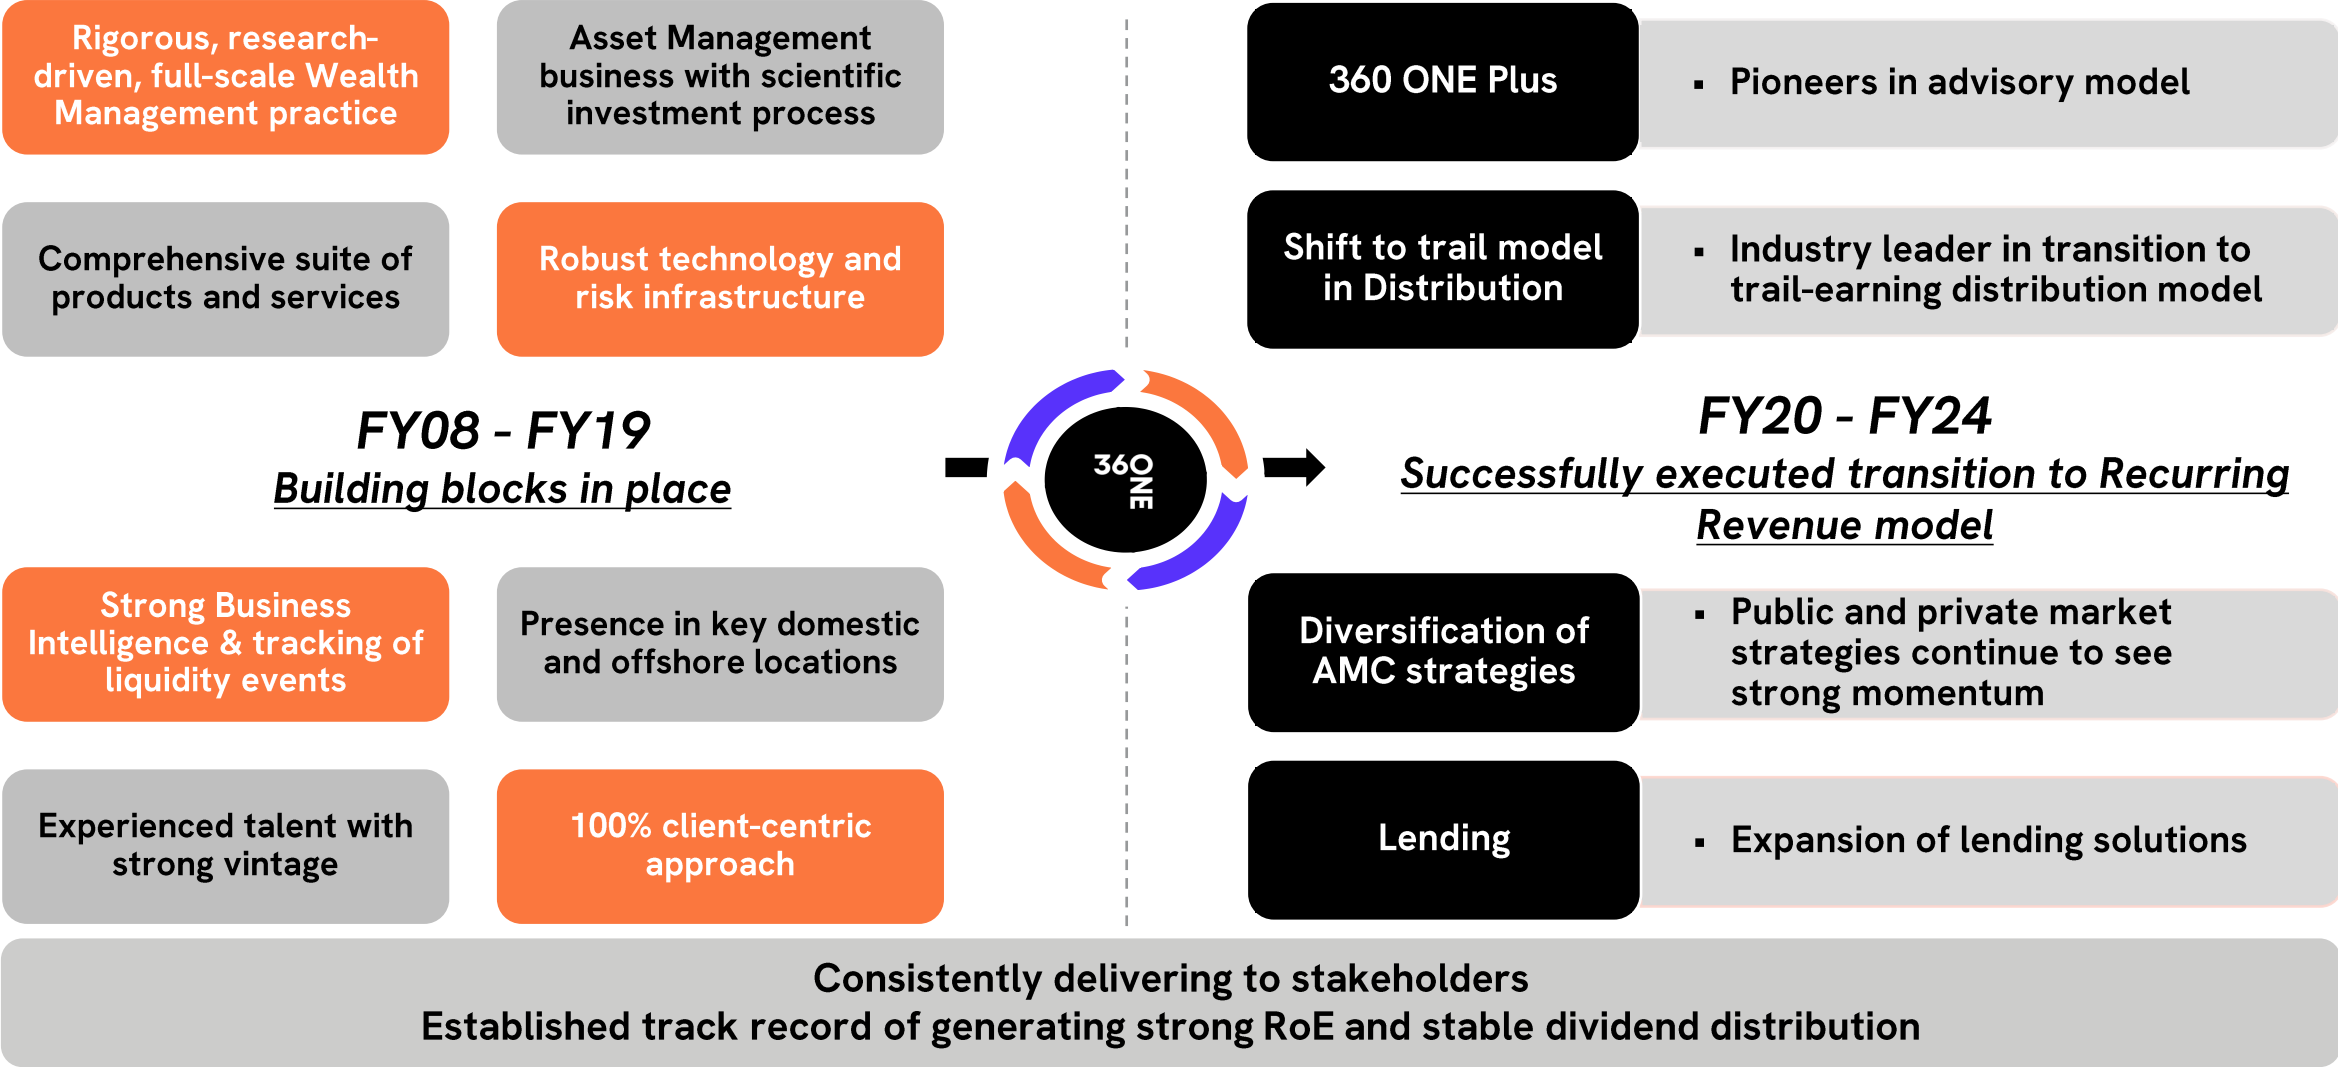 Rigorous, research-
driven, full-scale Wealth
Management practice
Asset Management
business with scientific
investment process
Comprehensive suite of
products and services
Robust technology and
risk infrastructure
FY08 - FY19
Building blocks in place
Strong Business
Intelligence & tracking of
liquidity events
Presence in key domestic
and offshore locations
Experienced talent with
strong vintage
100% client-centric
approach
36O
ONE
360 ONE Plus
▪ Pioneers in advisory model
Shift to trail model
in Distribution
▪ Industry leader in transition to
trail-earning distribution model
FY20 - FY24
Successfully executed transition to Recurring
Revenue model
Diversification of
AMC strategies
▪ Public and private market
strategies continue to see
strong momentum
Lending
▪ Expansion of lending solutions
Consistently delivering to stakeholders
Established track record of generating strong RoE and stable dividend distribution